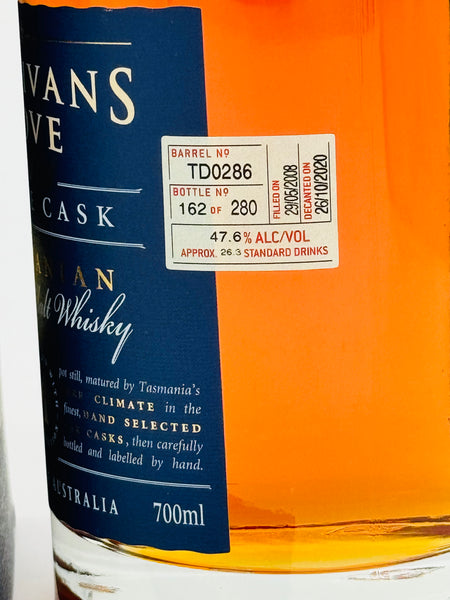 IVANS
VE
CASK
ANIAN
alt Whisky
pot still, matured by Tasmania's
CLIMATE in the
finest, HAND SELECTED
CASKS, then carefully
bottled and labelled by hand.
AUSTRALIA 700ml
BARREL Nº
TD0286
BOTTLE Nº
162 OF 280
FILLED ON
29/05/2008
DECANTED ON
26/10/2020
47.6% ALC/VOL
APPROX. 26.3 STANDARD DRINKS